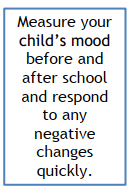 Measure your
child's mood
before and
after school
and respond
to any
negative
changes
quickly.